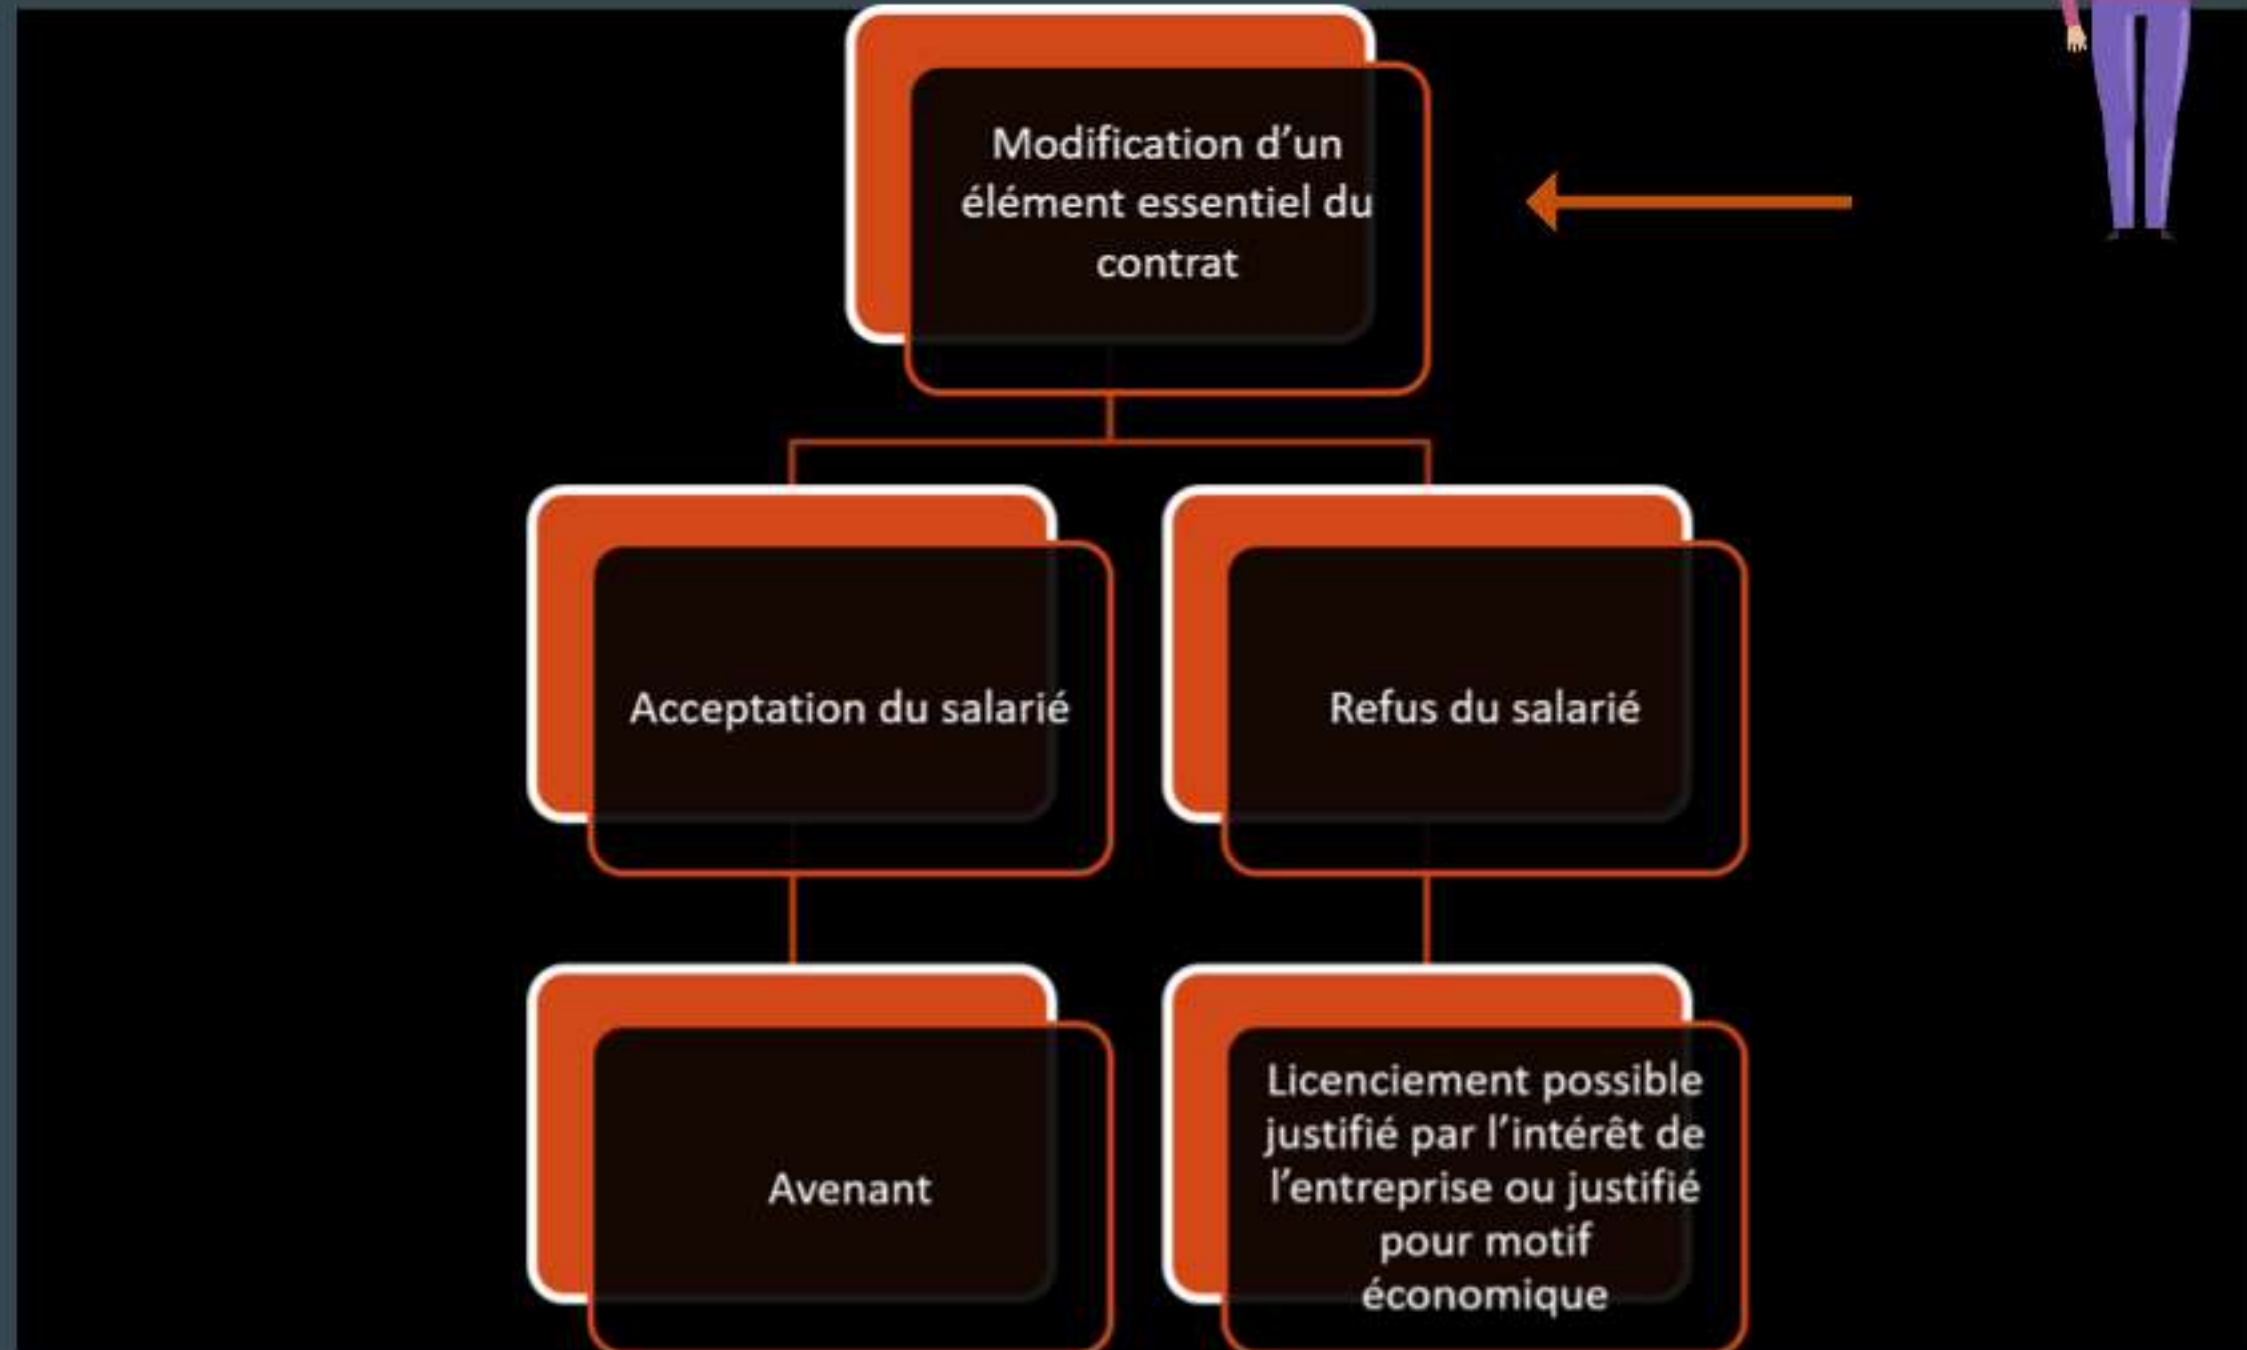 Modification d’un
élément essentiel du
contrat
Acceptation du salarié
Refus du salarié
Avenant
Licenciement possible
justifié par l’intérêt de
l’entreprise ou justifié
pour motif
économique